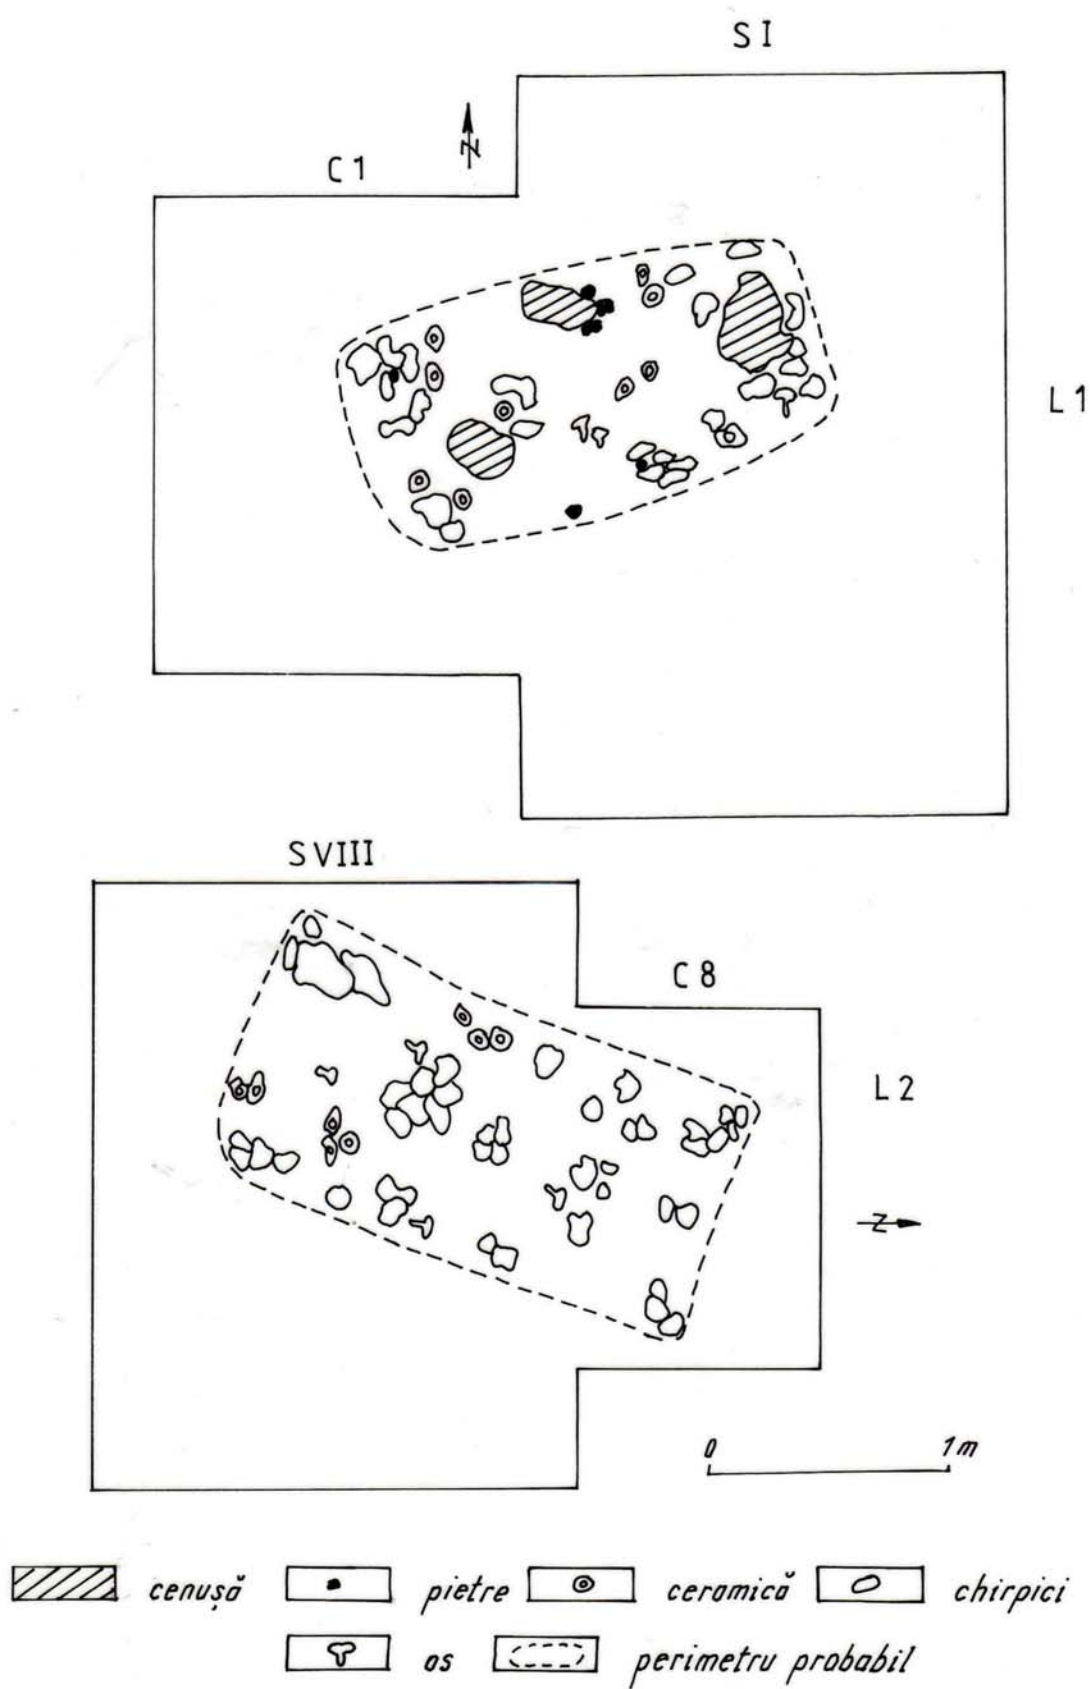 S I
N
C 1
L 1
S VIII
C 8
L 2
N
0 1 m
cenușă pietre ceramică chirpici
os perimetru probabil